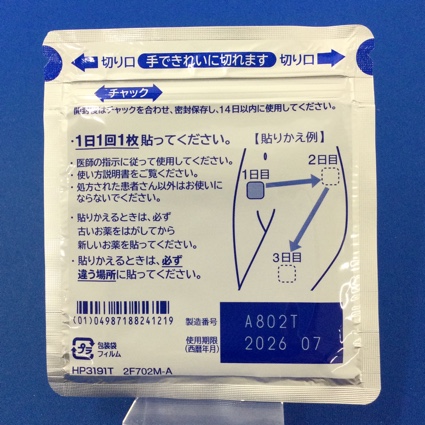 切り口 手できれいに切れます 切り口
チャック
開封後はチャックを合わせ、密封保存し、14日以内に使用してください。
・1日1回1枚貼ってください。
・医師の指示に従って使用してください。
・使い方説明書をご覧ください。
・処方された患者さん以外はお使いに
ならないでください。
・貼りかえるときは、必ず
古いお薬をはがしてから
新しいお薬を貼ってください。
・貼りかえるときは、必ず
違う場所に貼ってください。
【貼りかえ例】
1日目
2日目
3日目
(01)04987188241219
プラ
包装袋
フィルム
HP3191T 2F702M-A
製造番号 A802T
使用期限
(西暦年月)
2026 07